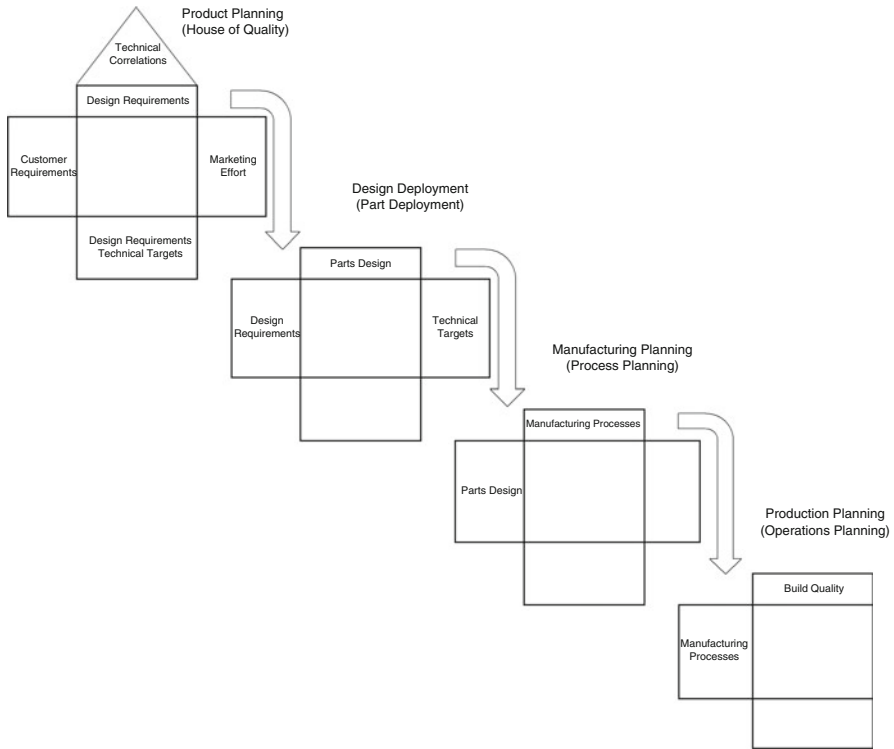 Product Planning
(House of Quality)
Technical
Correlations
Design Requirements
Customer
Requirements
Marketing
Effort
Design Requirements
Technical Targets
Design Deployment
(Part Deployment)
Parts Design
Design
Requirements
Technical
Targets
Manufacturing Planning
(Process Planning)
Manufacturing Processes
Parts Design
Production Planning
(Operations Planning)
Build Quality
Manufacturing
Processes